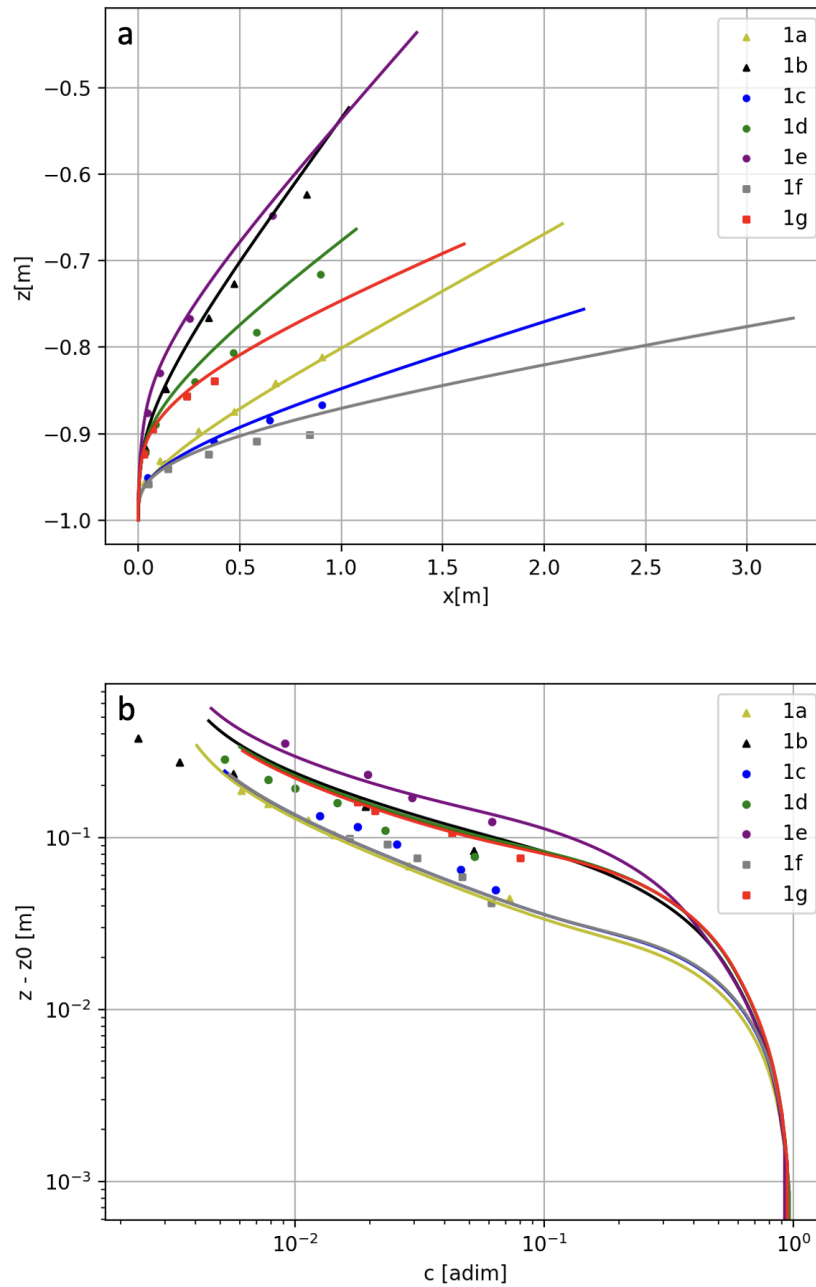 a
1a
1b
1c
1d
1e
1f
1g
−0.5
−0.6
−0.7
−0.8
−0.9
−1.0
z[m]
0.0 0.5 1.0 1.5 2.0 2.5 3.0
x[m]
b
1a
1b
1c
1d
1e
1f
1g
10⁻¹
10⁻²
10⁻³
z - z0 [m]
10⁻² 10⁻¹ 10⁰
c [adim]